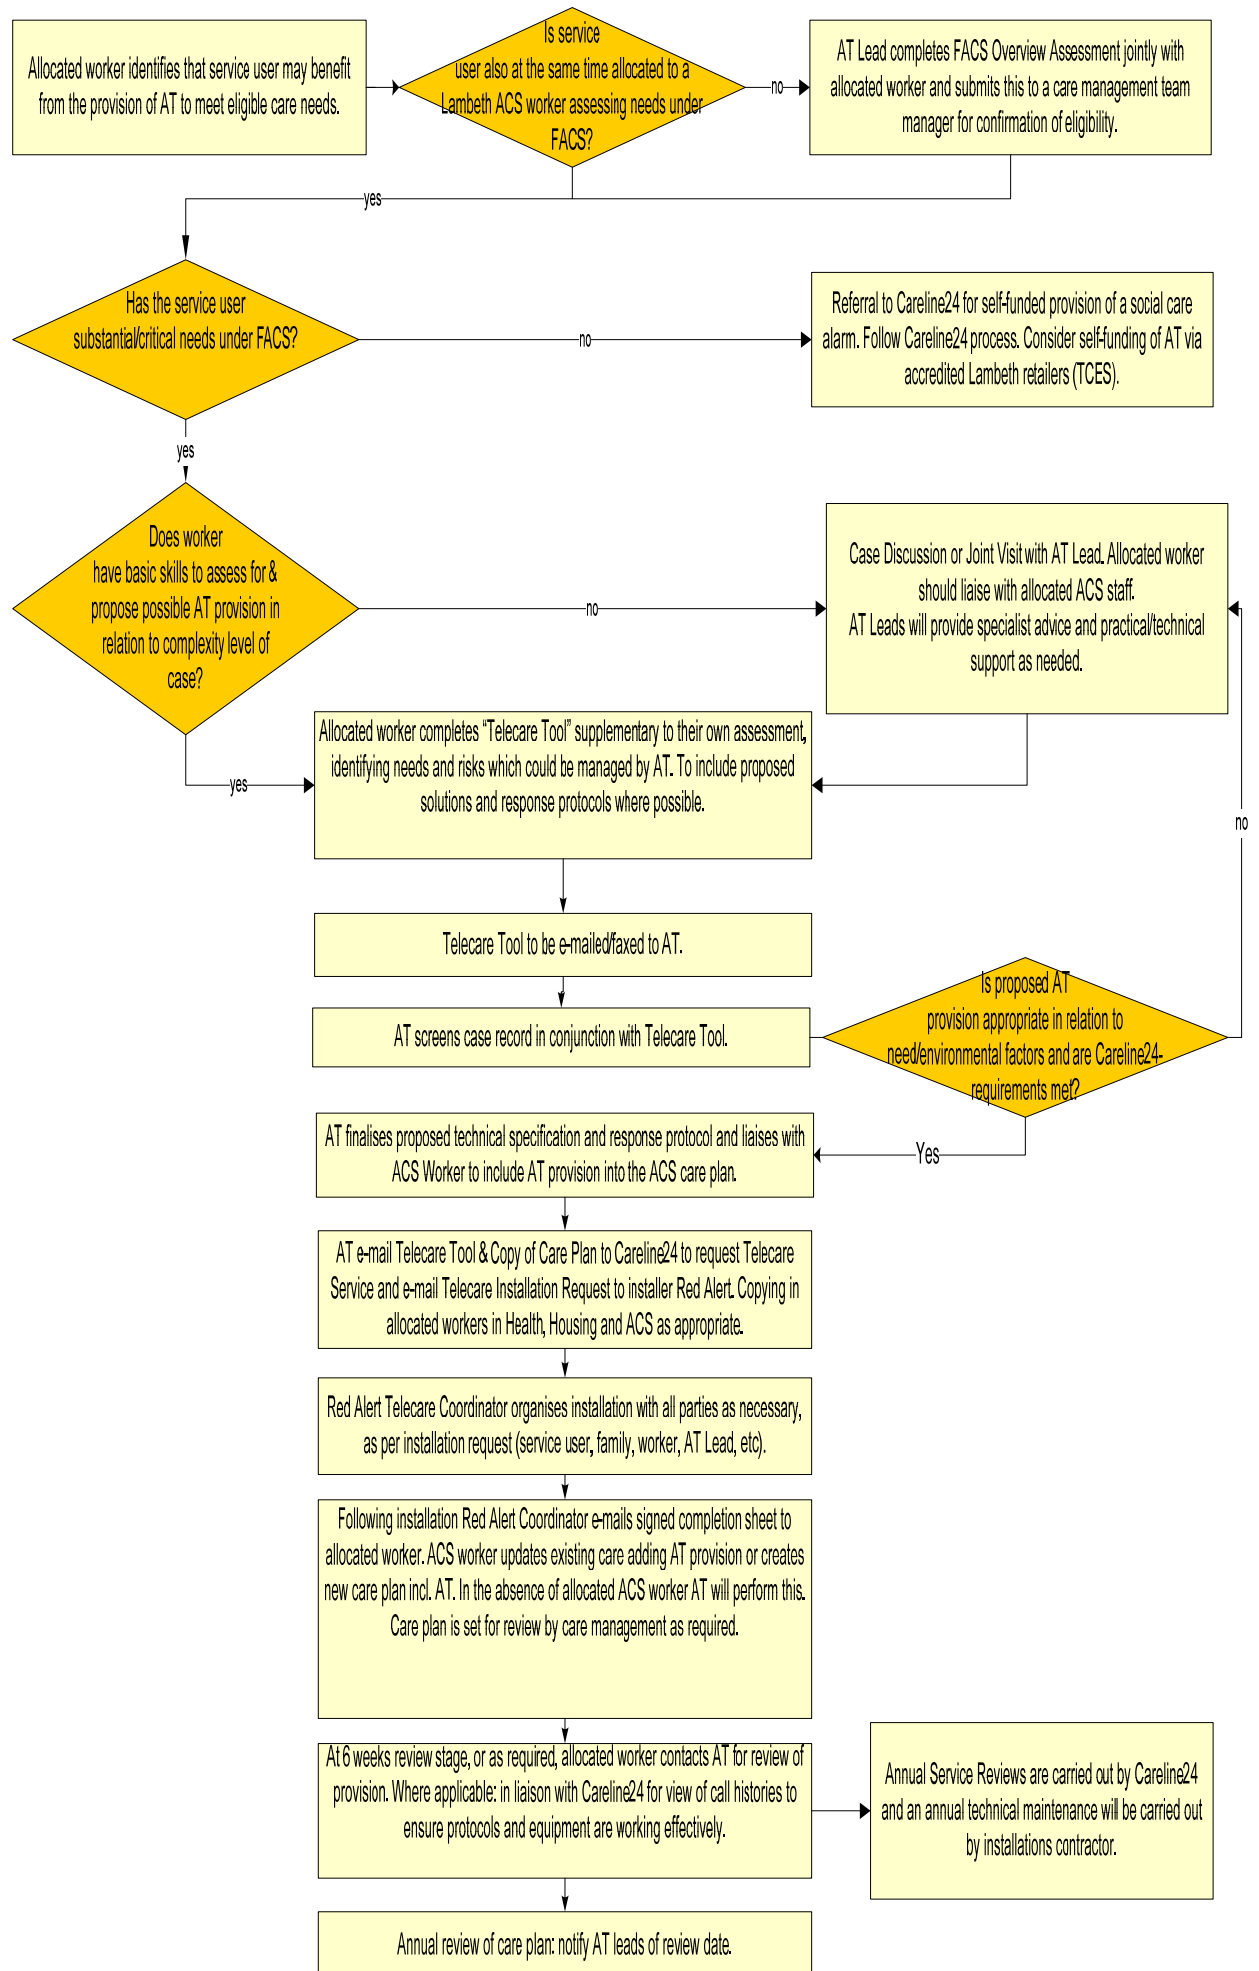 Allocated worker identifies that service user may benefit
from the provision of AT to meet eligible care needs.
Is service
user also at the same time allocated to a
Lambeth ACS worker assessing needs under
FACS?
no
AT Lead completes FACS Overview Assessment jointly with
allocated worker and submits this to a care management team
manager for confirmation of eligibility.
yes
Has the service user
substantial/critical needs under FACS?
no
Referral to Careline24 for self-funded provision of a social care
alarm. Follow Careline24 process. Consider self-funding of AT via
accredited Lambeth retailers (TCES).
yes
Does worker
have basic skills to assess for &
propose possible AT provision in
relation to complexity level of
case?
no
Case Discussion or Joint Visit with AT Lead. Allocated worker
should liaise with allocated ACS staff.
AT Leads will provide specialist advice and practical/technical
support as needed.
yes
Allocated worker completes “Telecare Tool” supplementary to their own assessment,
identifying needs and risks which could be managed by AT. To include proposed
solutions and response protocols where possible.
no
Telecare Tool to be e-mailed/faxed to AT.
AT screens case record in conjunction with Telecare Tool.
Is proposed AT
provision appropriate in relation to
need/environmental factors and are Careline24-
requirements met?
Yes
AT finalises proposed technical specification and response protocol and liaises with
ACS Worker to include AT provision into the ACS care plan.
AT e-mail Telecare Tool & Copy of Care Plan to Careline24 to request Telecare
Service and e-mail Telecare Installation Request to installer Red Alert. Copying in
allocated workers in Health, Housing and ACS as appropriate.
Red Alert Telecare Coordinator organises installation with all parties as necessary,
as per installation request (service user, family, worker, AT Lead, etc).
Following installation Red Alert Coordinator e-mails signed completion sheet to
allocated worker. ACS worker updates existing care adding AT provision or creates
new care plan incl. AT. In the absence of allocated ACS worker AT will perform this.
Care plan is set for review by care management as required.
At 6 weeks review stage, or as required, allocated worker contacts AT for review of
provision. Where applicable: in liaison with Careline24 for view of call histories to
ensure protocols and equipment are working effectively.
Annual Service Reviews are carried out by Careline24
and an annual technical maintenance will be carried out
by installations contractor.
Annual review of care plan: notify AT leads of review date.